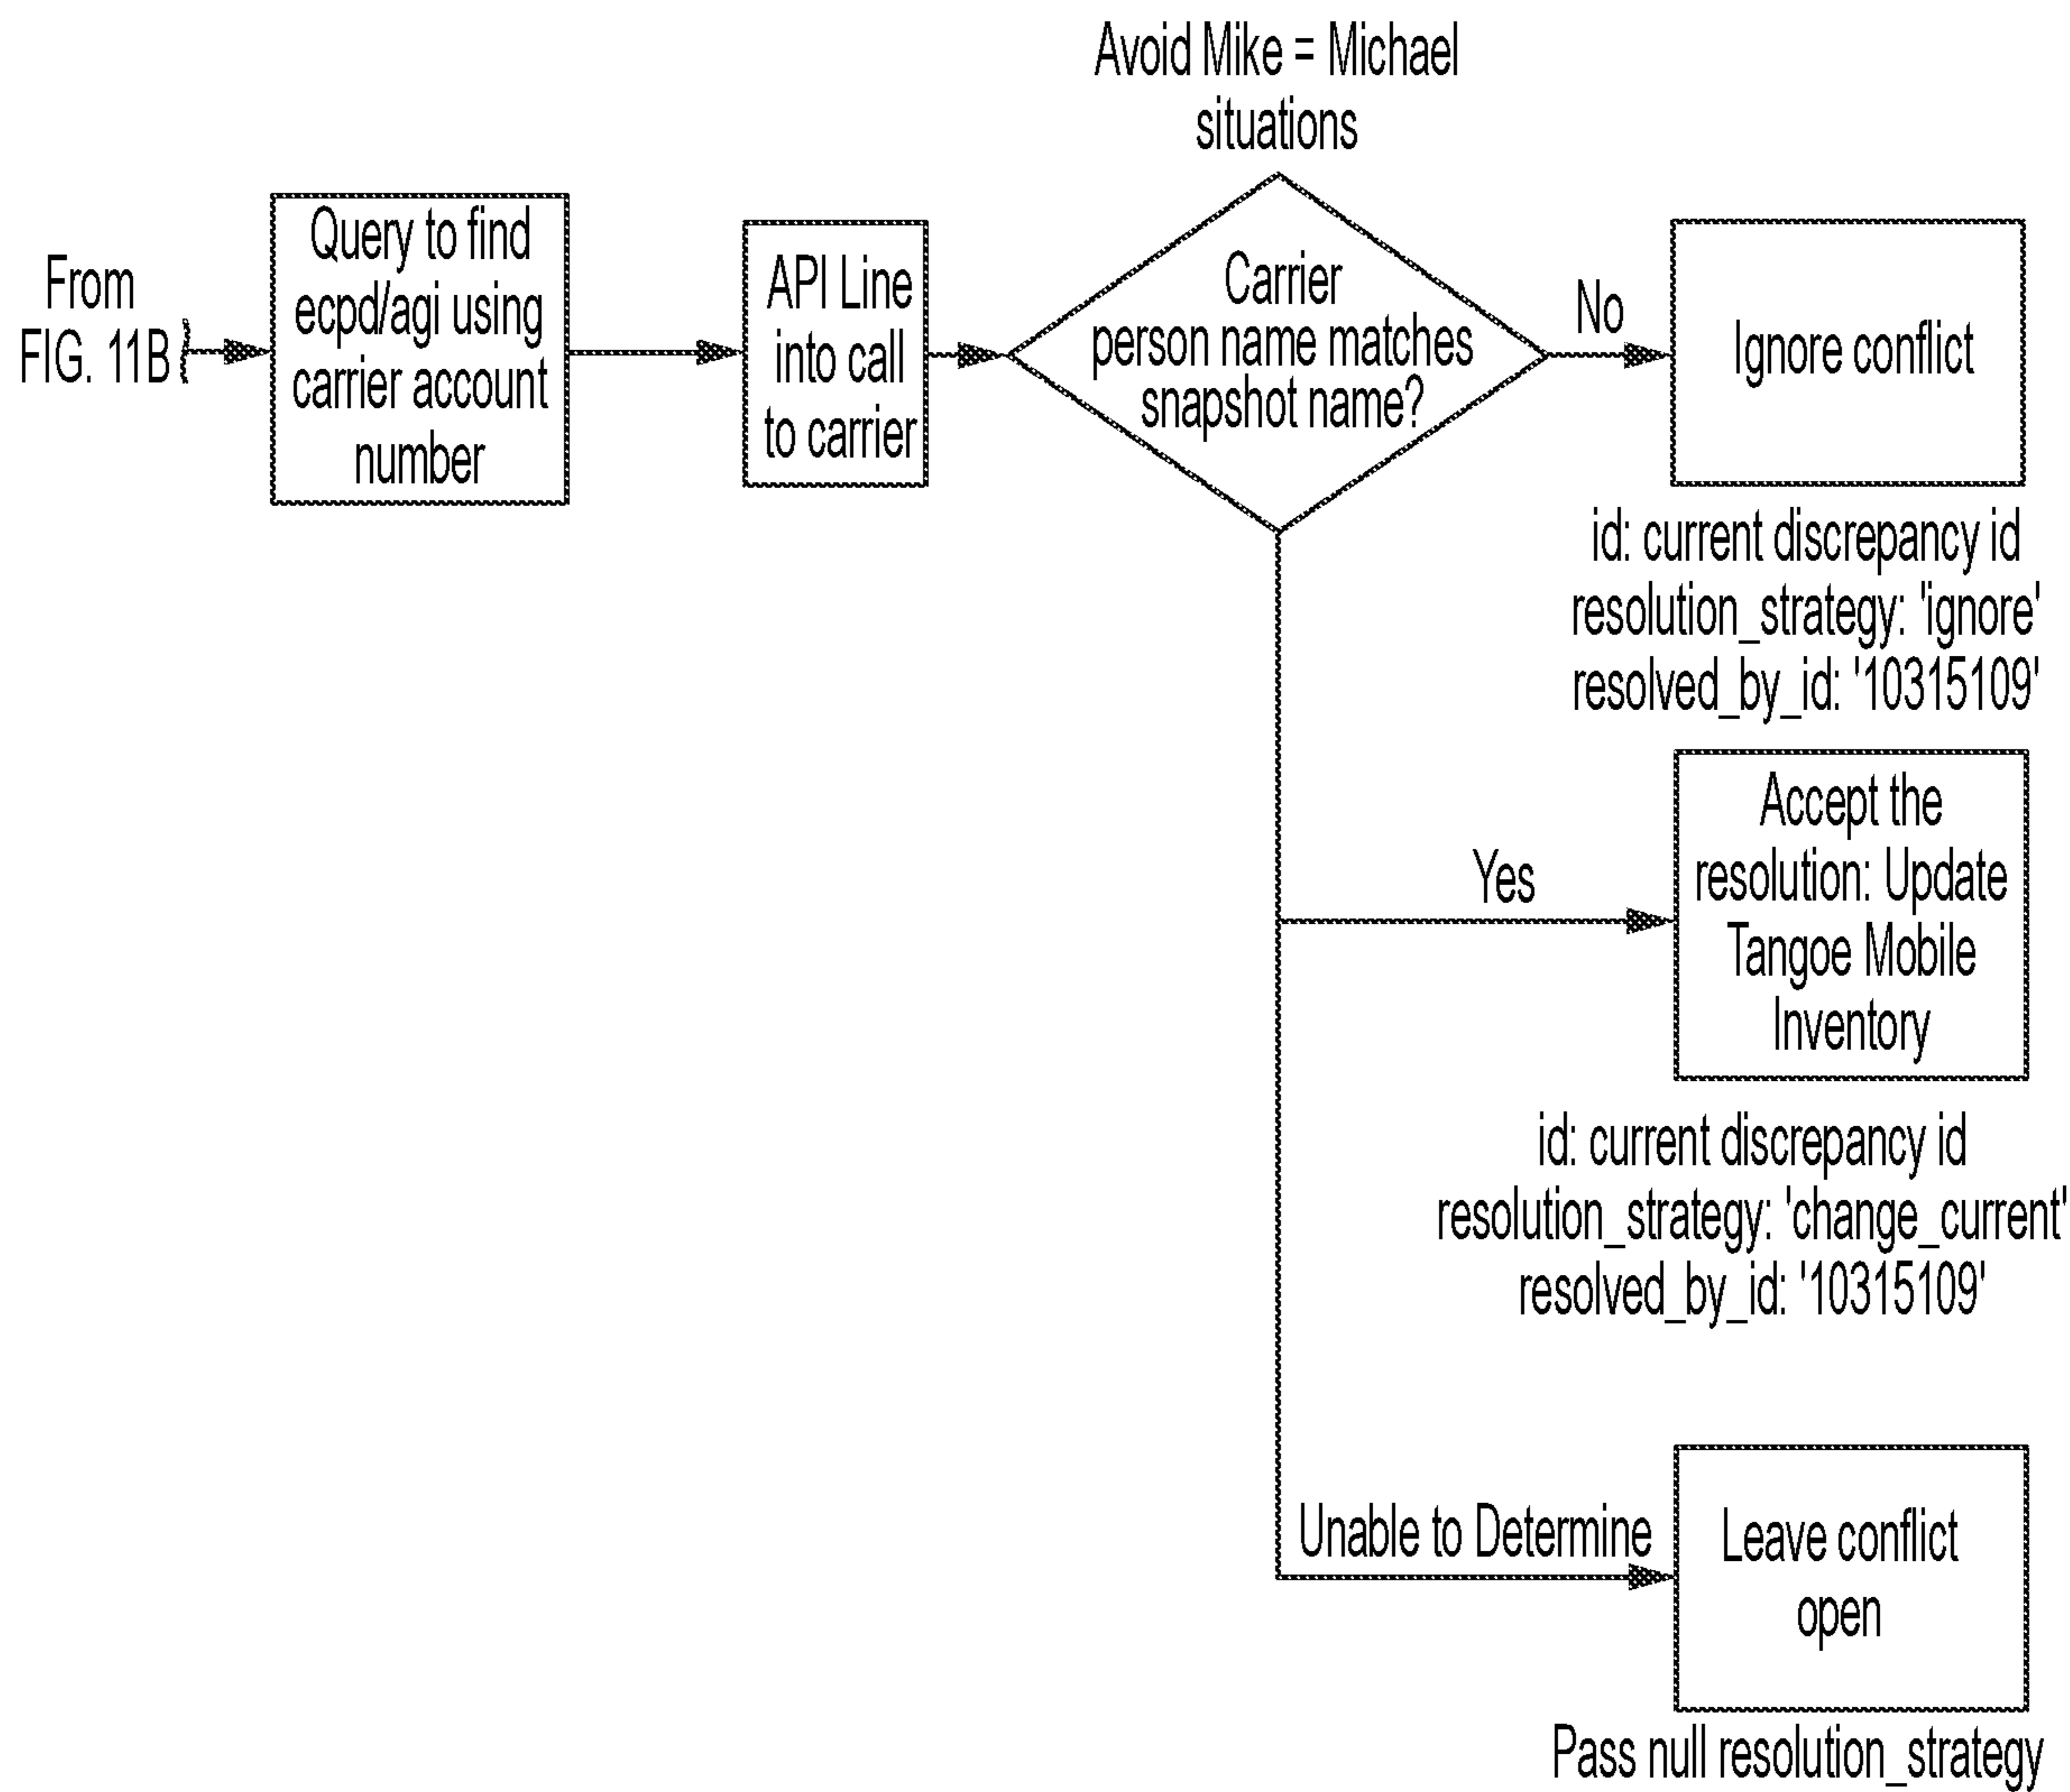 Avoid Mike = Michael
situations
From
FIG. 11B
Query to find
ecpd/agi using
carrier account
number
API Line
into call
to carrier
Carrier
person name matches
snapshot name?
No
Ignore conflict
id: current discrepancy id
resolution_strategy: 'ignore'
resolved_by_id: '10315109'
Yes
Accept the
resolution: Update
Tangoe Mobile
Inventory
id: current discrepancy id
resolution_strategy: 'change_current'
resolved_by_id: '10315109'
Unable to Determine
Leave conflict
open
Pass null resolution_strategy